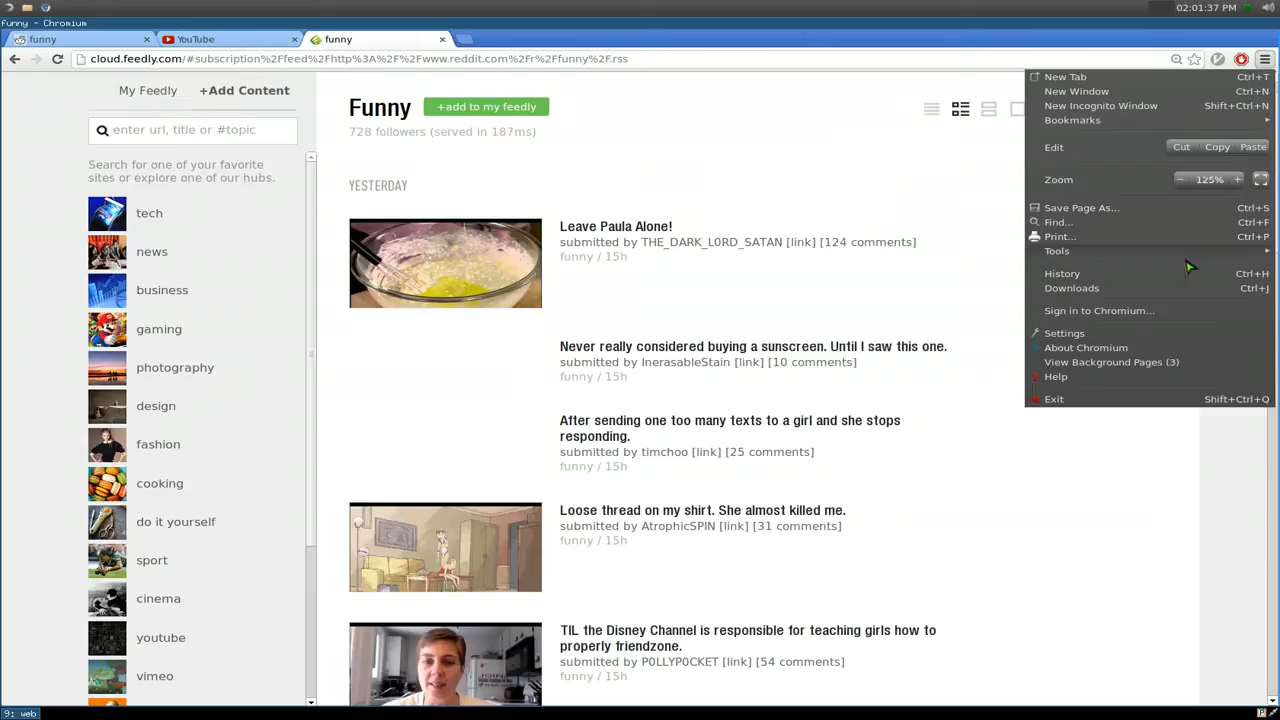 02:01:37 PM
funny - Chromium
funny
YouTube
funny
cloud.feedly.com/#subscription%2Ffeed%2Fhttp%3A%2F%2Fwww.reddit.com%2Fr%2Ffunny%2F.rss
My Feedly
+Add Content
enter url, title or #topic
Search for one of your favorite
sites or explore one of our hubs.
tech
news
business
gaming
photography
design
fashion
cooking
do it yourself
sport
cinema
youtube
vimeo
Funny
+add to my feedly
728 followers (served in 187ms)
YESTERDAY
Leave Paula Alone!
submitted by THE_DARK_L0RD_SATAN [link] [124 comments]
funny / 15h
Never really considered buying a sunscreen. Until I saw this one.
submitted by InerasableStain [link] [10 comments]
funny / 15h
After sending one too many texts to a girl and she stops
responding.
submitted by timchoo [link] [25 comments]
funny / 15h
Loose thread on my shirt. She almost killed me.
submitted by AtrophicSPIN [link] [31 comments]
funny / 15h
TIL the Disney Channel is responsible for teaching girls how to
properly friendzone.
submitted by P0LLYP0CKET [link] [54 comments]
funny / 15h
New Tab Ctrl+T
New Window Ctrl+N
New Incognito Window Shift+Ctrl+N
Bookmarks
Edit Cut Copy Paste
Zoom − 125% +
Save Page As... Ctrl+S
Find... Ctrl+F
Print... Ctrl+P
Tools
History Ctrl+H
Downloads Ctrl+J
Sign in to Chromium...
Settings
About Chromium
View Background Pages (3)
Help
Exit Shift+Ctrl+Q
9: web